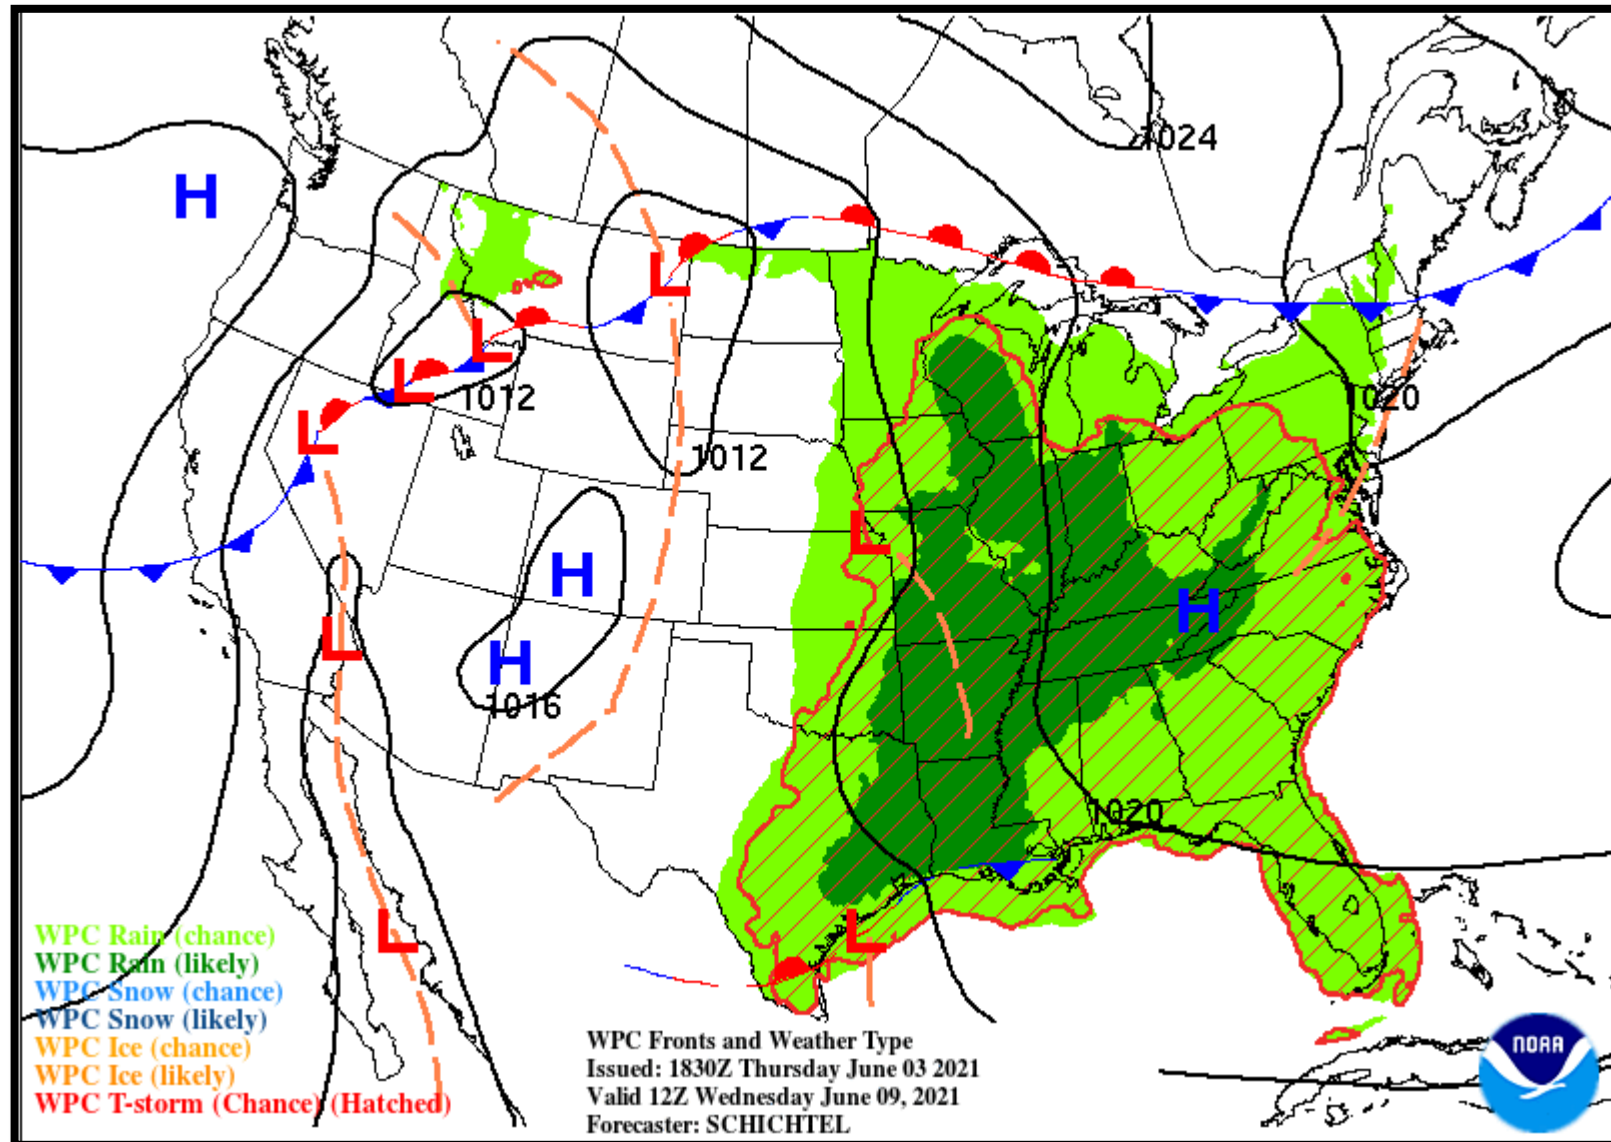 1024
H
L
L
1012
L
1020
L
1012
L
H
H
L
H
1016
1020
L
L
WPC Rain (chance)
WPC Rain (likely)
WPC Snow (chance)
WPC Snow (likely)
WPC Ice (chance)
WPC Ice (likely)
WPC T-storm (Chance) (Hatched)
WPC Fronts and Weather Type
Issued: 1830Z Thursday June 03 2021
Valid 12Z Wednesday June 09, 2021
Forecaster: SCHICHTEL
NOAA